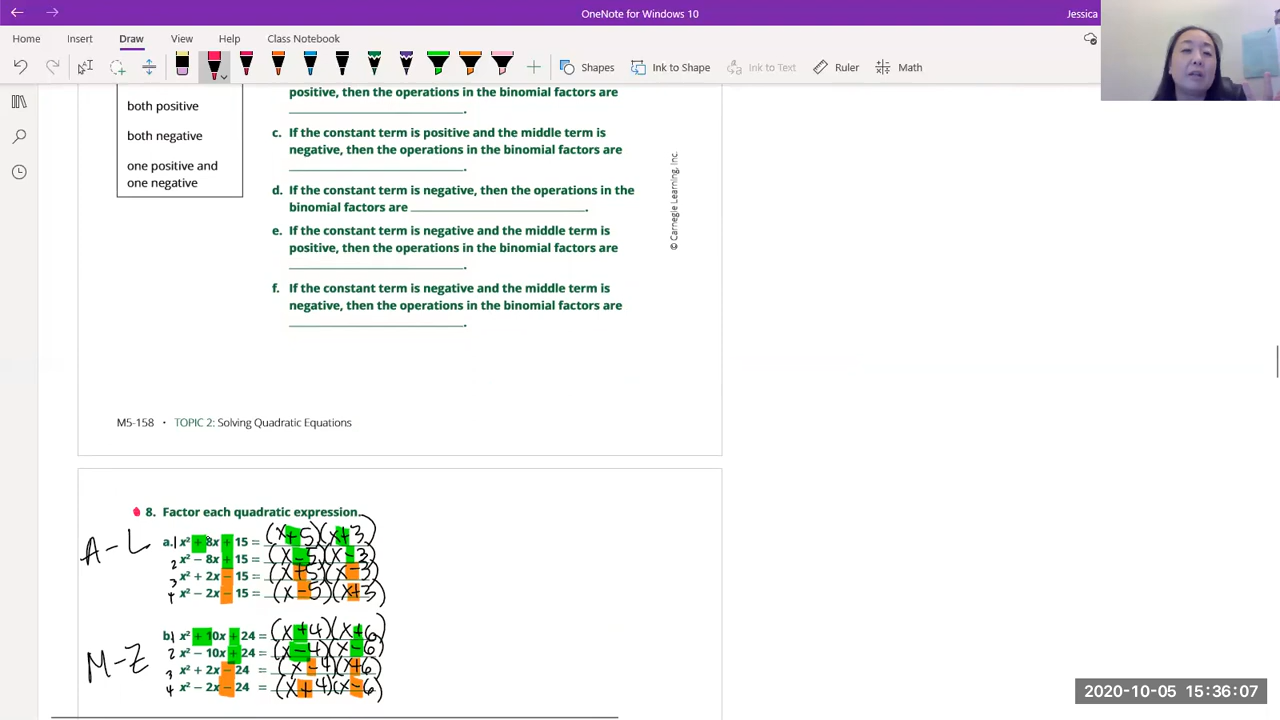 OneNote for Windows 10
Jessica
Home Insert Draw View Help Class Notebook
Shapes Ink to Shape Ink to Text Ruler Math
both positive
both negative
one positive and
one negative
positive, then the operations in the binomial factors are
____________.
c. If the constant term is positive and the middle term is
negative, then the operations in the binomial factors are
____________.
d. If the constant term is negative, then the operations in the
binomial factors are ____________.
e. If the constant term is negative and the middle term is
positive, then the operations in the binomial factors are
____________.
f. If the constant term is negative and the middle term is
negative, then the operations in the binomial factors are
____________.
© Carnegie Learning, Inc.
M5-158 • TOPIC 2: Solving Quadratic Equations
8. Factor each quadratic expression.
A-L
a. 1 x² + 8x + 15 = (x+5)(x+3)
2 x² − 8x + 15 = (x-5)(x-3)
3 x² + 2x − 15 = (x+5)(x-3)
4 x² − 2x − 15 = (x-5)(x+3)
M-Z
b. 1 x² + 10x + 24 = (x+4)(x+6)
2 x² − 10x + 24 = (x-4)(x-6)
3 x² + 2x − 24 = (x-4)(x+6)
4 x² − 2x − 24 = (x+4)(x-6)
2020-10-05 15:36:07